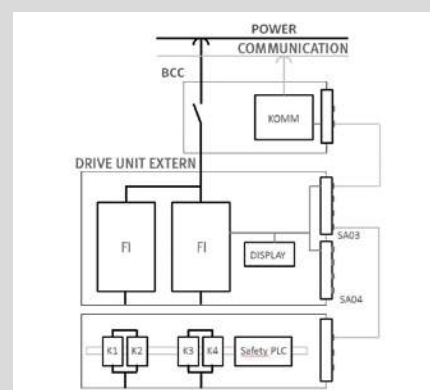 POWER
COMMUNICATION
BCC
KOMM
DRIVE UNIT EXTERN
FI
FI
DISPLAY
SA03
SA04
K1
K2
K3
K4
Safety PLC